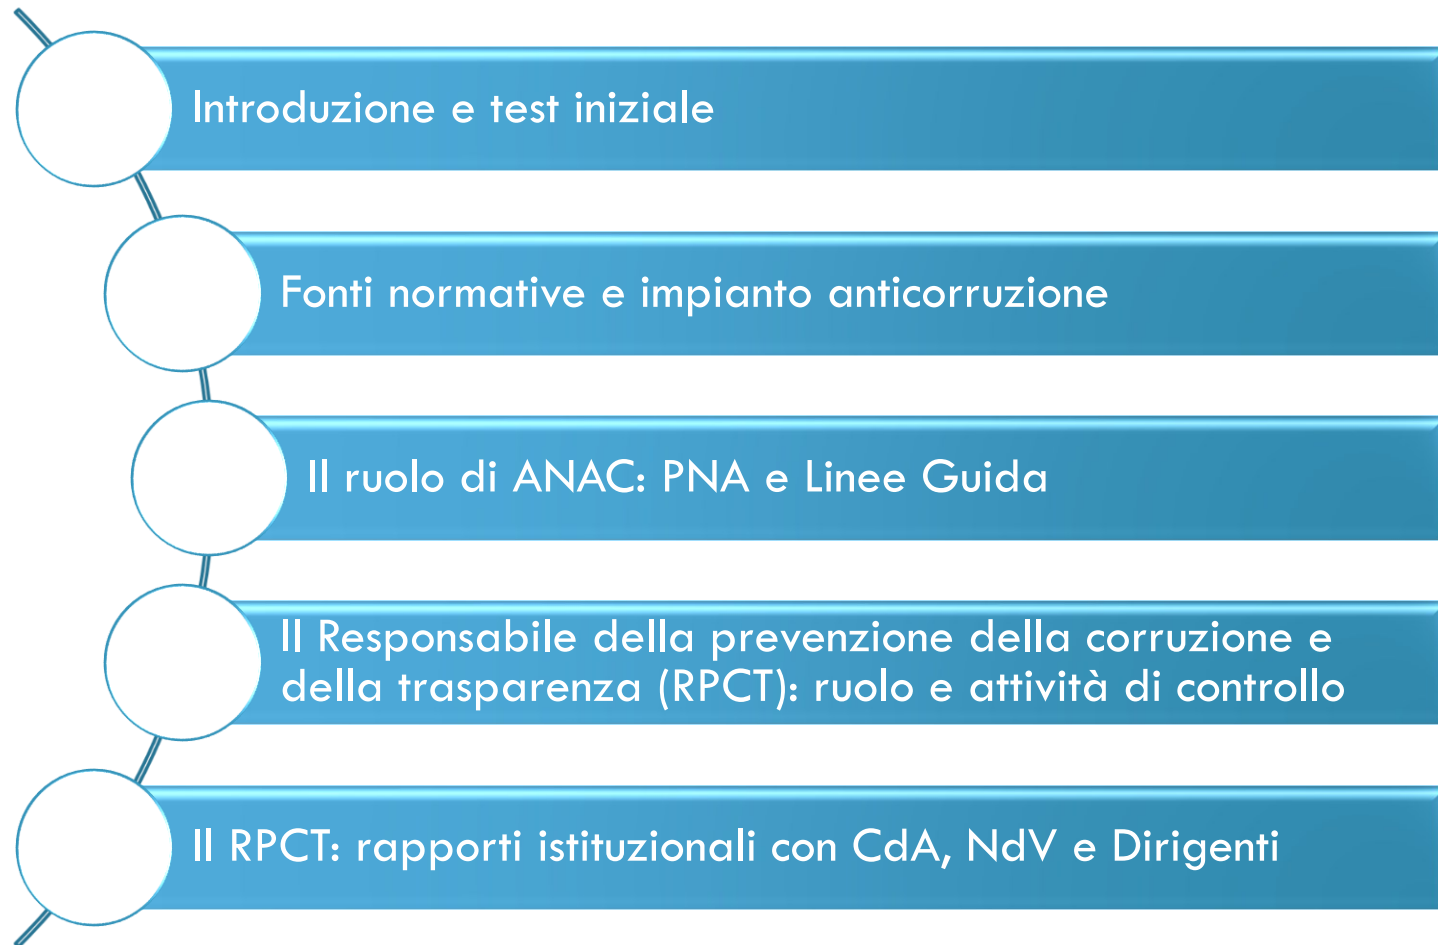 Introduzione e test iniziale
Fonti normative e impianto anticorruzione
Il ruolo di ANAC: PNA e Linee Guida
Il Responsabile della prevenzione della corruzione e
della trasparenza (RPCT): ruolo e attività di controllo
Il RPCT: rapporti istituzionali con CdA, NdV e Dirigenti